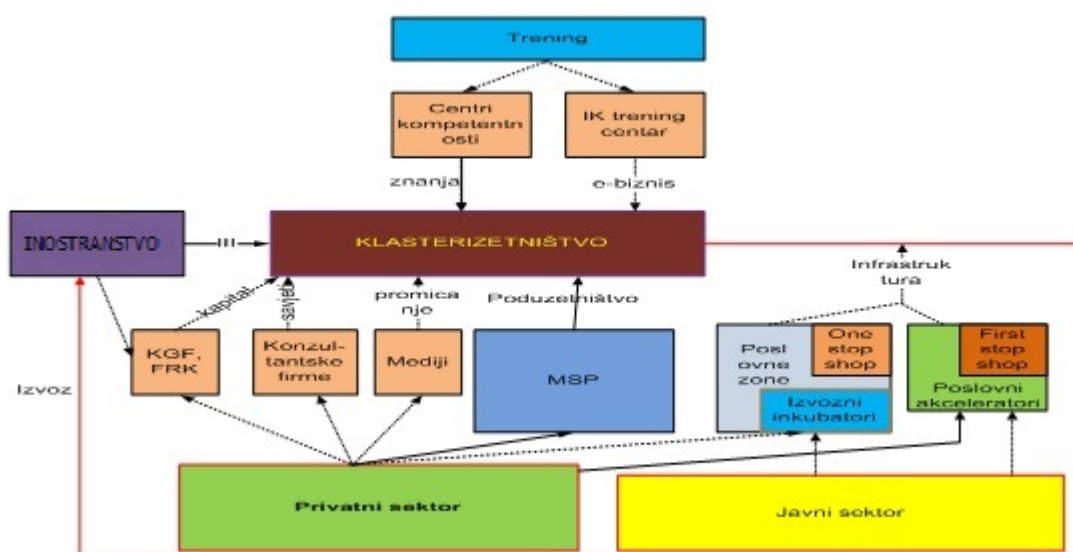 Trening
Centri
kompetentn
osti
IK trening
centar
znanja
e-biznis
INOSTRANSTVO
III
KLASTERIZETNIŠTVO
Infrastruk
tura
kapital
savjet
promica
nje
Poduzetništvo
Izvoz
KGF,
FRK
Konzul-
tantske
firme
Mediji
MSP
Posl
ovne
zone
One
stop
shop
Izvozni
inkubatori
First
stop
shop
Poslovni
akceleratori
Privatni sektor
Javni sektor